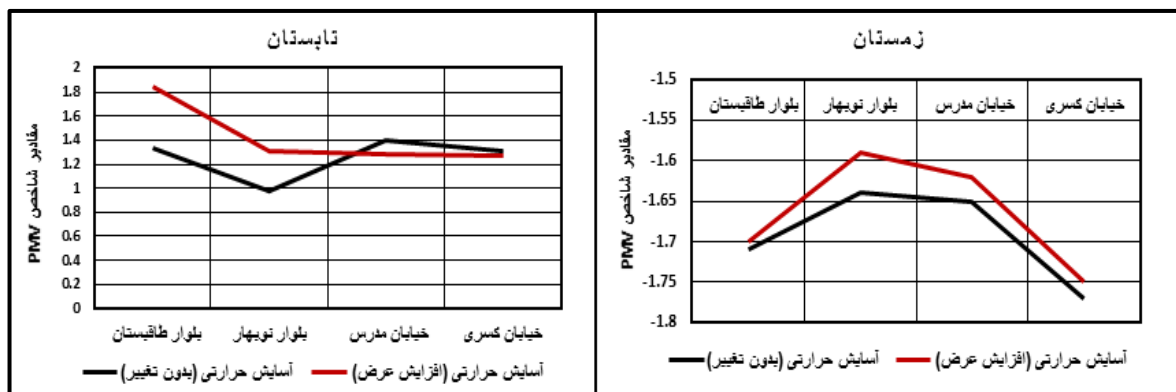 تابستان
مقادیر شاخص PMV
2
1.8
1.6
1.4
1.2
1
0.8
0.6
0.4
0.2
0
بلوار طاقبستان
بلوار نوبهار
خیابان مدرس
خیابان کسری
آسایش حرارتی (بدون تغییر)
آسایش حرارتی (افزایش عرض)
زمستان
مقادیر شاخص PMV
-1.5
-1.55
-1.6
-1.65
-1.7
-1.75
-1.8
بلوار طاقبستان
بلوار نوبهار
خیابان مدرس
خیابان کسری
آسایش حرارتی (بدون تغییر)
آسایش حرارتی (افزایش عرض)